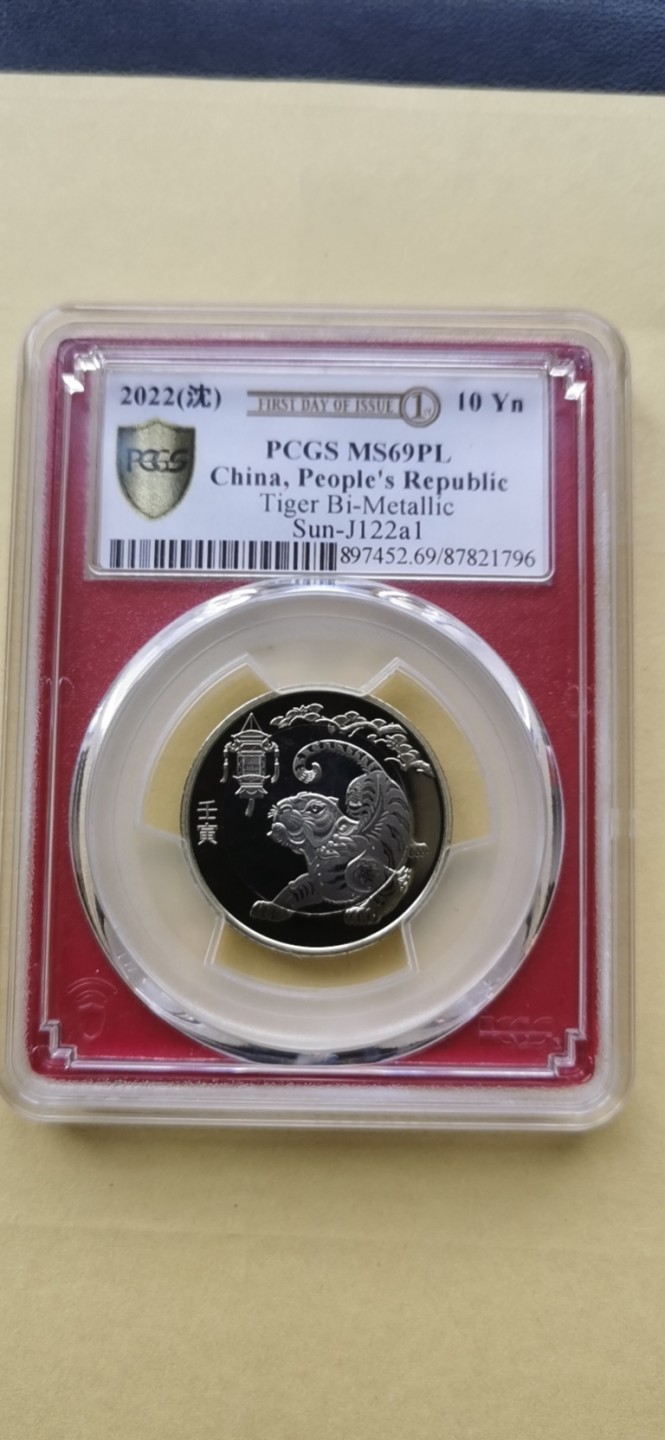 2022(沈) FIRST DAY OF ISSUE 1 10 Yn
PCGS
PCGS MS69PL
China, People's Republic
Tiger Bi-Metallic
Sun-J122a1
897452.69/87821796
壬寅
PCGS